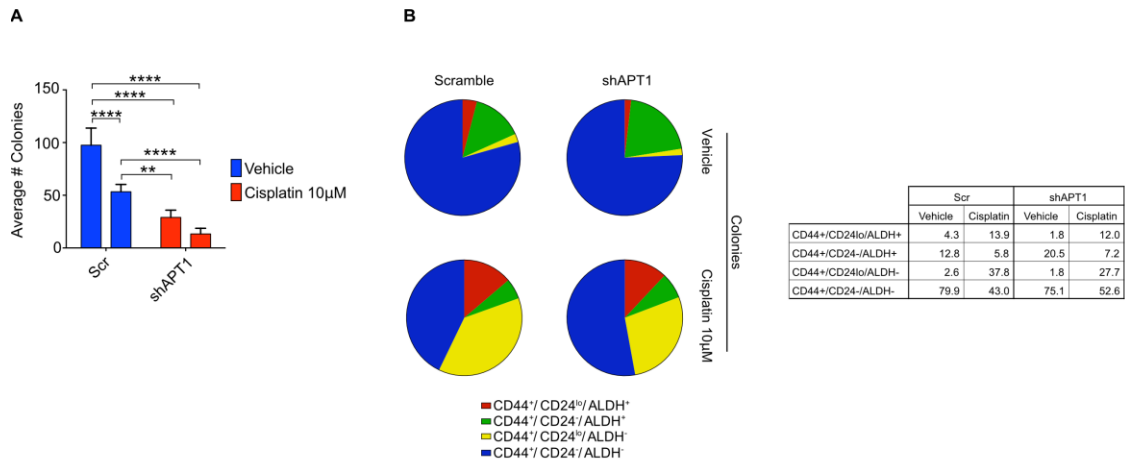 A
Average # Colonies
150
100
50
0
****
****
****
****
**
Scr
shAPT1
Vehicle
Cisplatin 10µM
B
Scramble
shAPT1
Vehicle
Cisplatin 10µM
Colonies
CD44⁺/ CD24ˡᵒ/ ALDH⁺
CD44⁺/ CD24⁻/ALDH⁺
CD44⁺/ CD24ˡᵒ/ ALDH⁻
CD44⁺/ CD24⁻/ALDH⁻
Scr shAPT1
Vehicle Cisplatin Vehicle Cisplatin
CD44+/CD24lo/ALDH+ 4.3 13.9 1.8 12.0
CD44+/CD24-/ALDH+ 12.8 5.8 20.5 7.2
CD44+/CD24lo/ALDH- 2.6 37.8 1.8 27.7
CD44+/CD24-/ALDH- 79.9 43.0 75.1 52.6